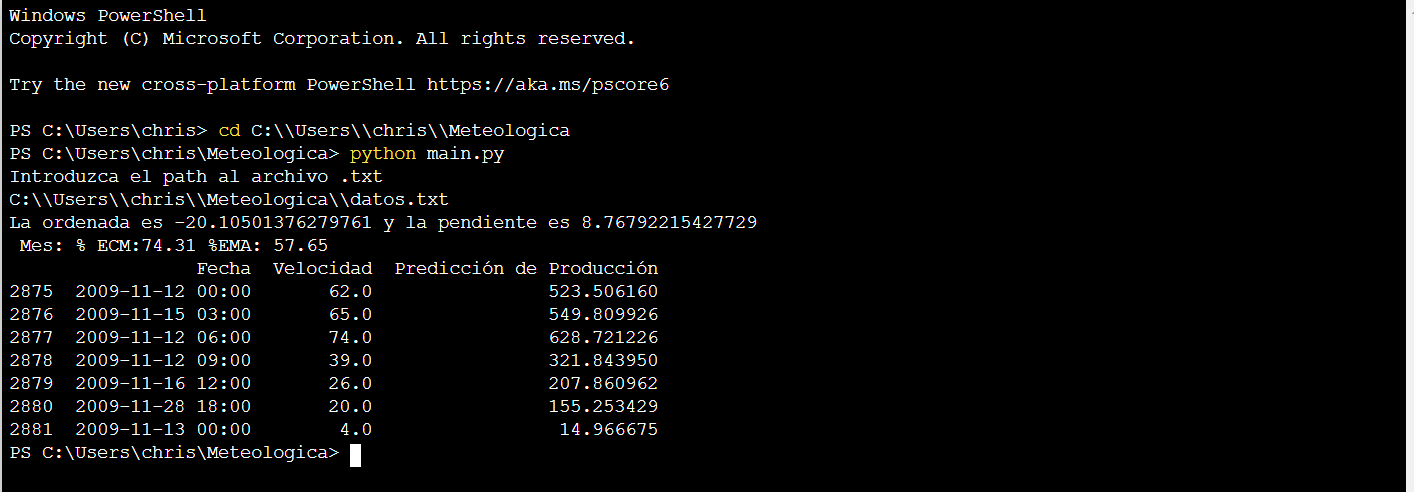 Windows PowerShell
Copyright (C) Microsoft Corporation. All rights reserved.
Try the new cross-platform PowerShell https://aka.ms/pscore6
PS C:\Users\chris> cd C:\\Users\\chris\\Meteologica
PS C:\Users\chris\Meteologica> python main.py
Introduzca el path al archivo .txt
C:\\Users\\chris\\Meteologica\\datos.txt
La ordenada es -20.10501376279761 y la pendiente es 8.76792215427729
Mes: % ECM:74.31 %EMA: 57.65
Fecha Velocidad Predicción de Producción
2875 2009-11-12 00:00 62.0 523.506160
2876 2009-11-15 03:00 65.0 549.809926
2877 2009-11-12 06:00 74.0 628.721226
2878 2009-11-12 09:00 39.0 321.843950
2879 2009-11-16 12:00 26.0 207.860962
2880 2009-11-28 18:00 20.0 155.253429
2881 2009-11-13 00:00 4.0 14.966675
PS C:\Users\chris\Meteologica>